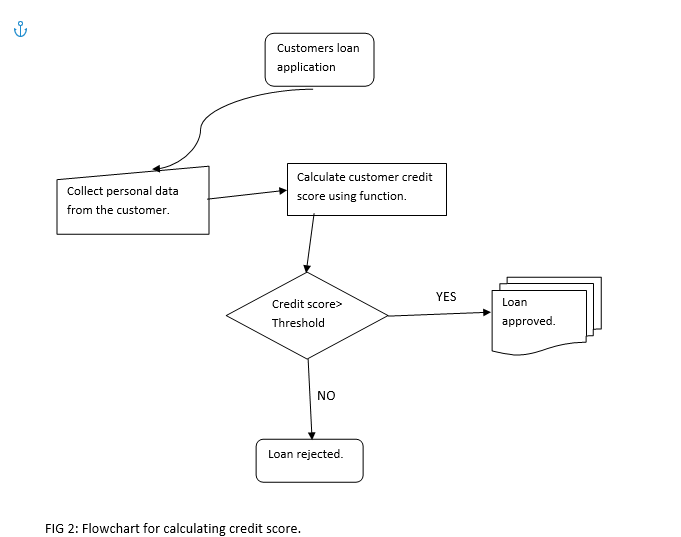 Customers loan
application
Collect personal data
from the customer.
Calculate customer credit
score using function.
Credit score>
Threshold
YES
Loan
approved.
NO
Loan rejected.
FIG 2: Flowchart for calculating credit score.